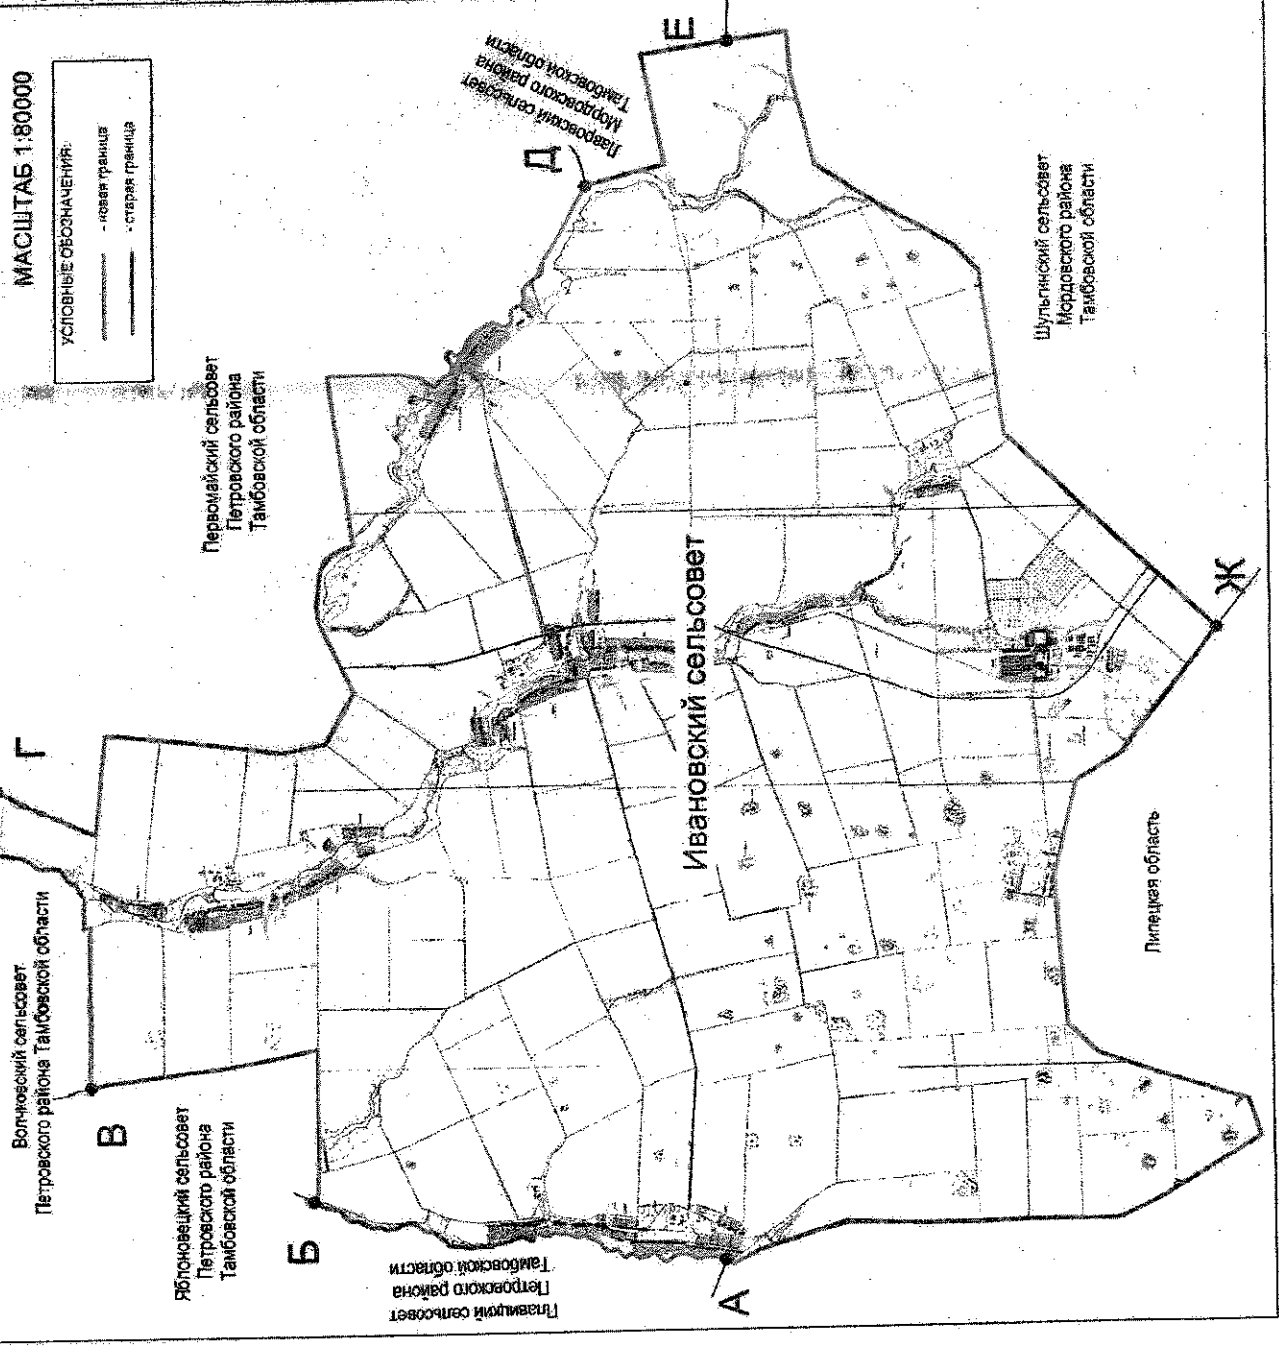 МАСШТАБ 1:80000
УСЛОВНЫЕ ОБОЗНАЧЕНИЯ:
- новая граница
- старая граница
Волчковский сельсовет
Петровского района Тамбовской области
Г
В
Яблоновецкий сельсовет
Петровского района
Тамбовской области
Первомайский сельсовет
Петровского района
Тамбовской области
Б
Плавицкий сельсовет
Петровского района
Тамбовской области
Д
Лавровский сельсовет
Мордовского района
Тамбовской области
Е
Ивановский сельсовет
А
Шульгинский сельсовет
Мордовского района
Тамбовской области
Ж
Липецкая область